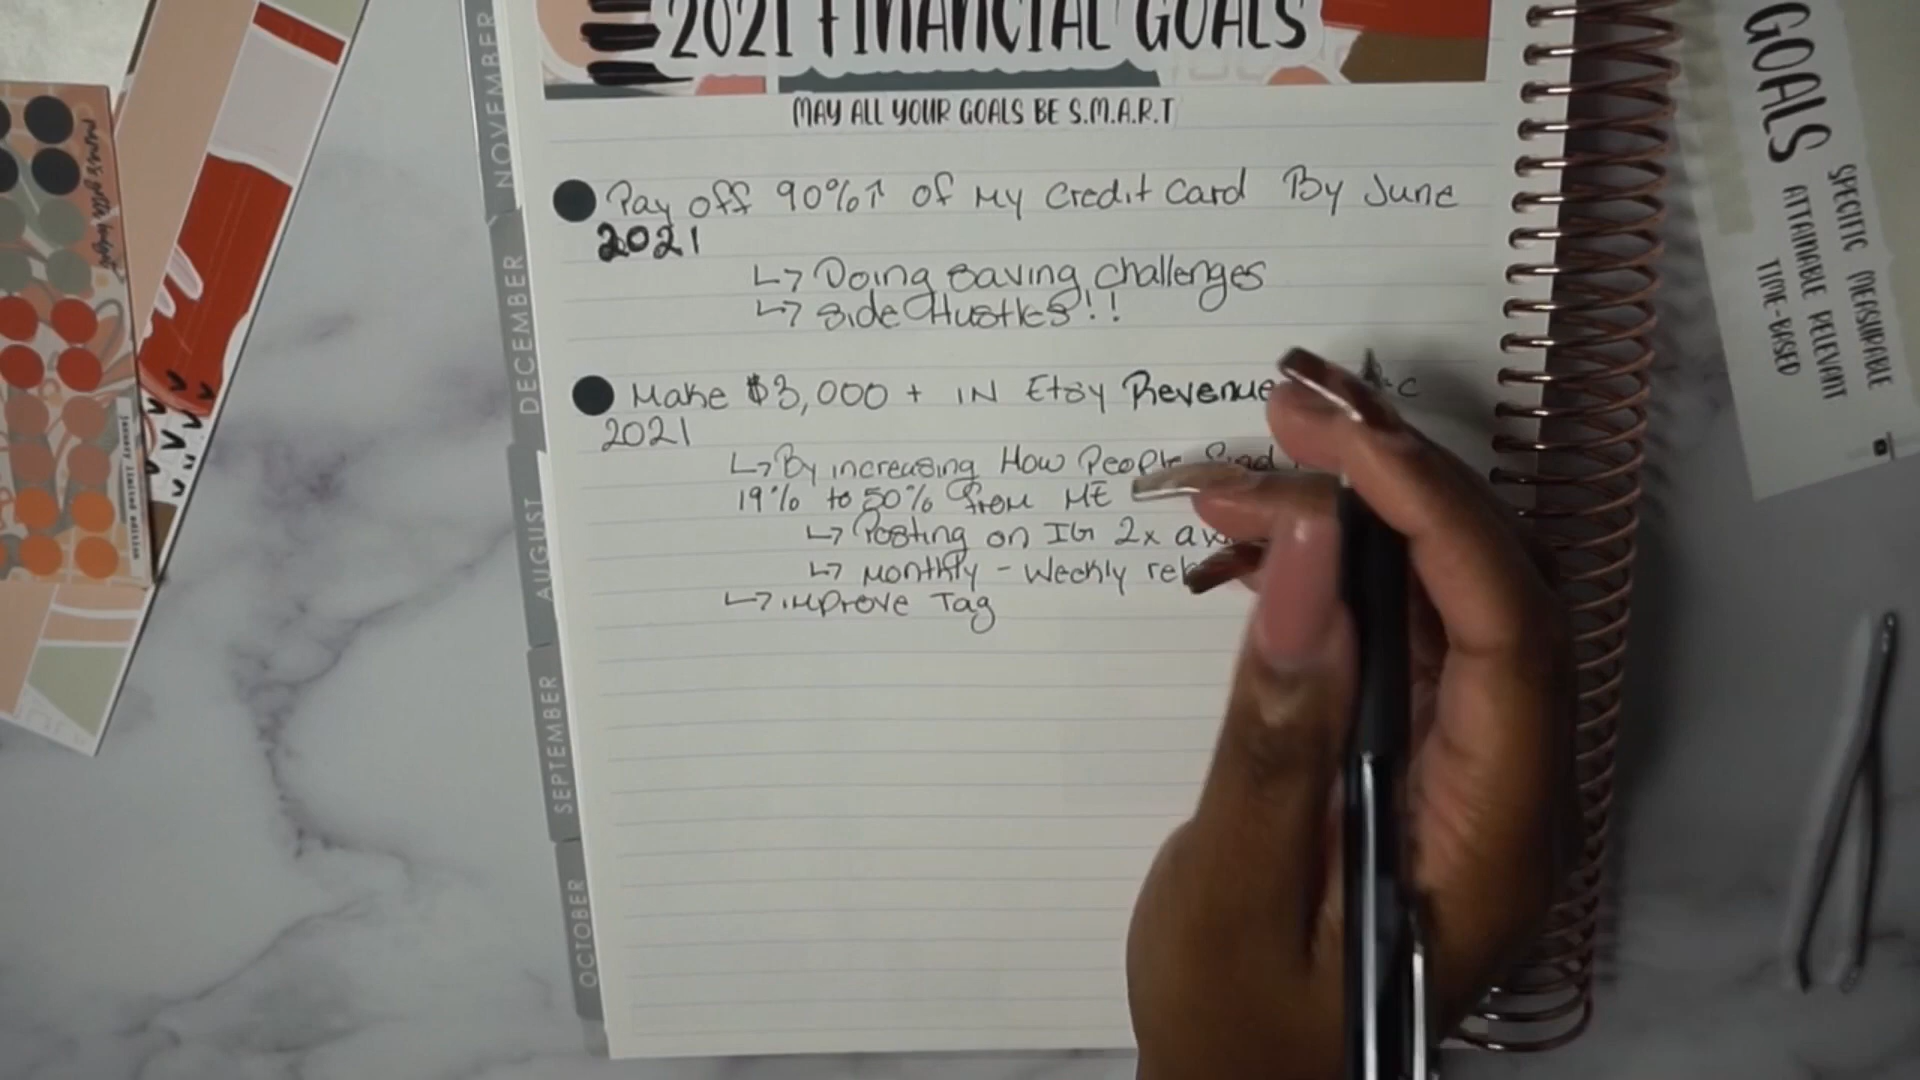 2021 FINANCIAL GOALS
MAY ALL YOUR GOALS BE S.M.A.R.T
Pay off 90%↑ of My Credit Card By June
2021
↳ Doing saving challenges
↳ side Hustles!!
Make $3,000 + IN Etsy Revenue
2021
↳ By increasing How People find
19% to 50% from ME
↳ Posting on IG 2x a
↳ Monthly - Weekly
↳ improve Tag
NOVEMBER
DECEMBER
AUGUST
SEPTEMBER
OCTOBER
GOALS
SPECIFIC MEASURABLE
ATTAINABLE RELEVANT
TIME-BASED